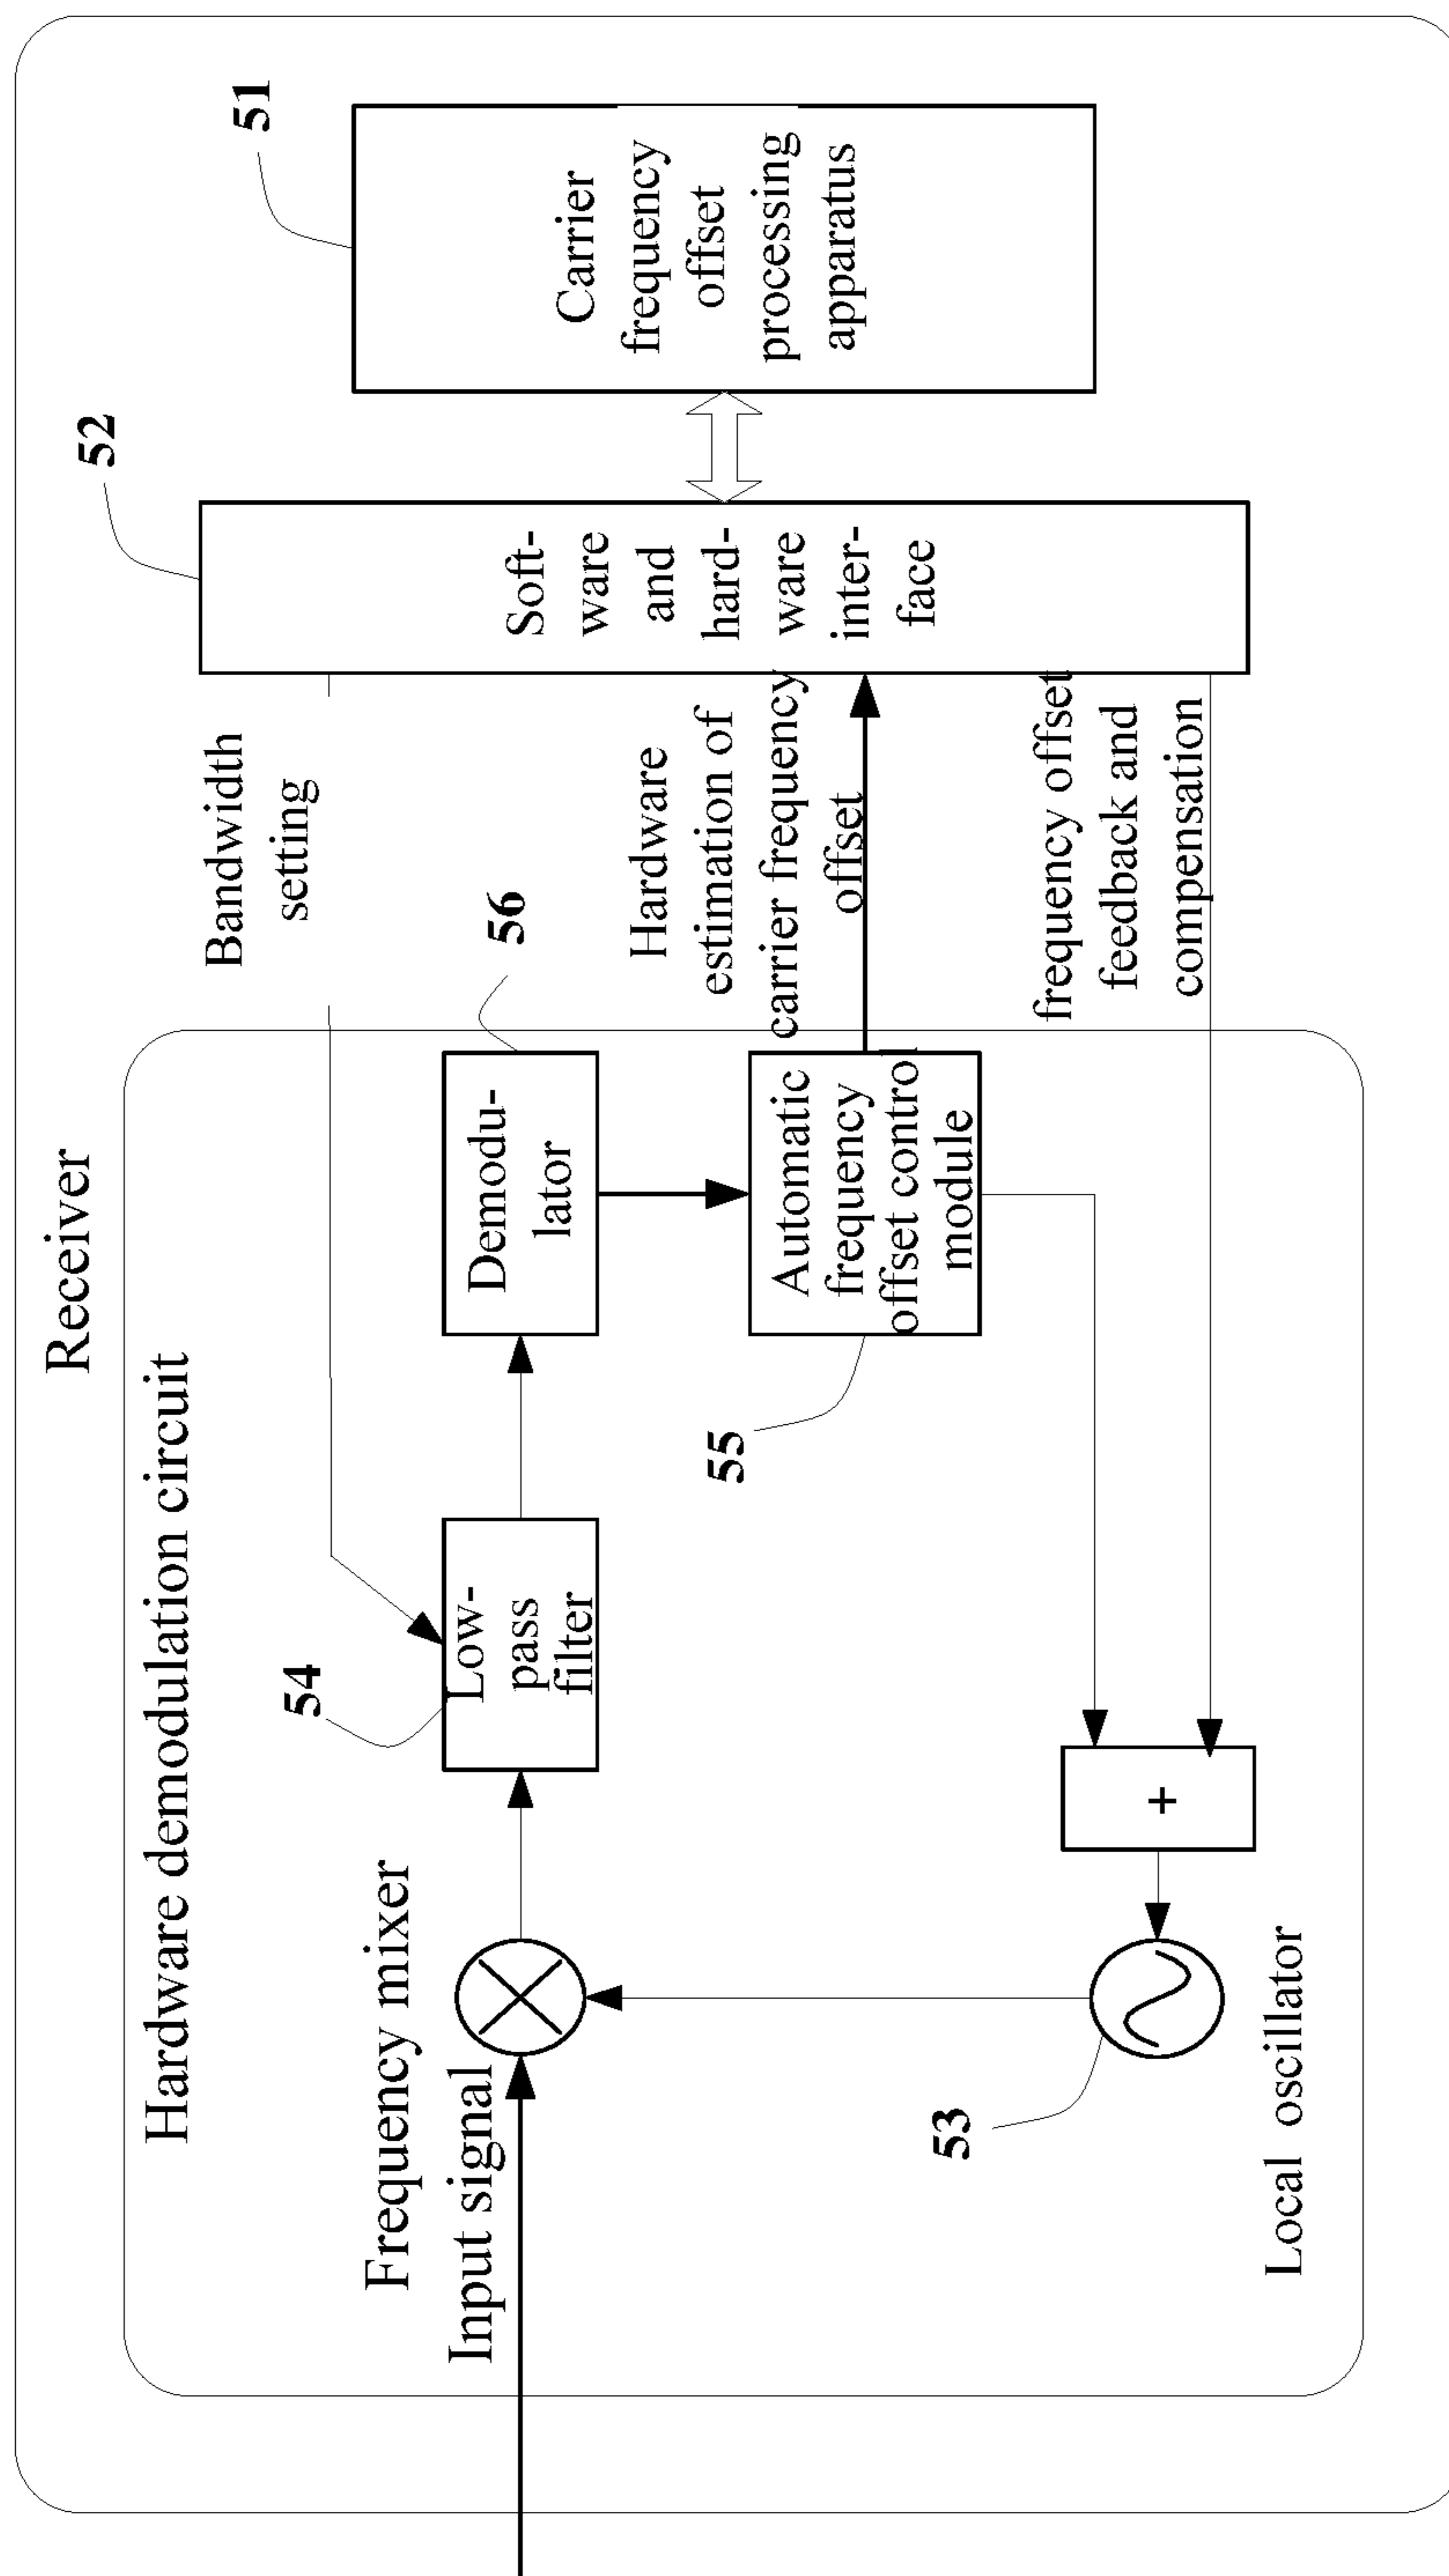 Receiver
Hardware demodulation circuit
Frequency mixer
Input signal
54
Low-
pass
filter
Demodu-
lator
56
Bandwidth
setting
52
51
Soft-
ware
and
hard-
ware
inter-
face
Carrier
frequency
offset
processing
apparatus
55
Automatic
frequency
offset control
module
Hardware
estimation of
carrier frequency
offset
frequency offset
feedback and
compensation
53
+
Local oscillator